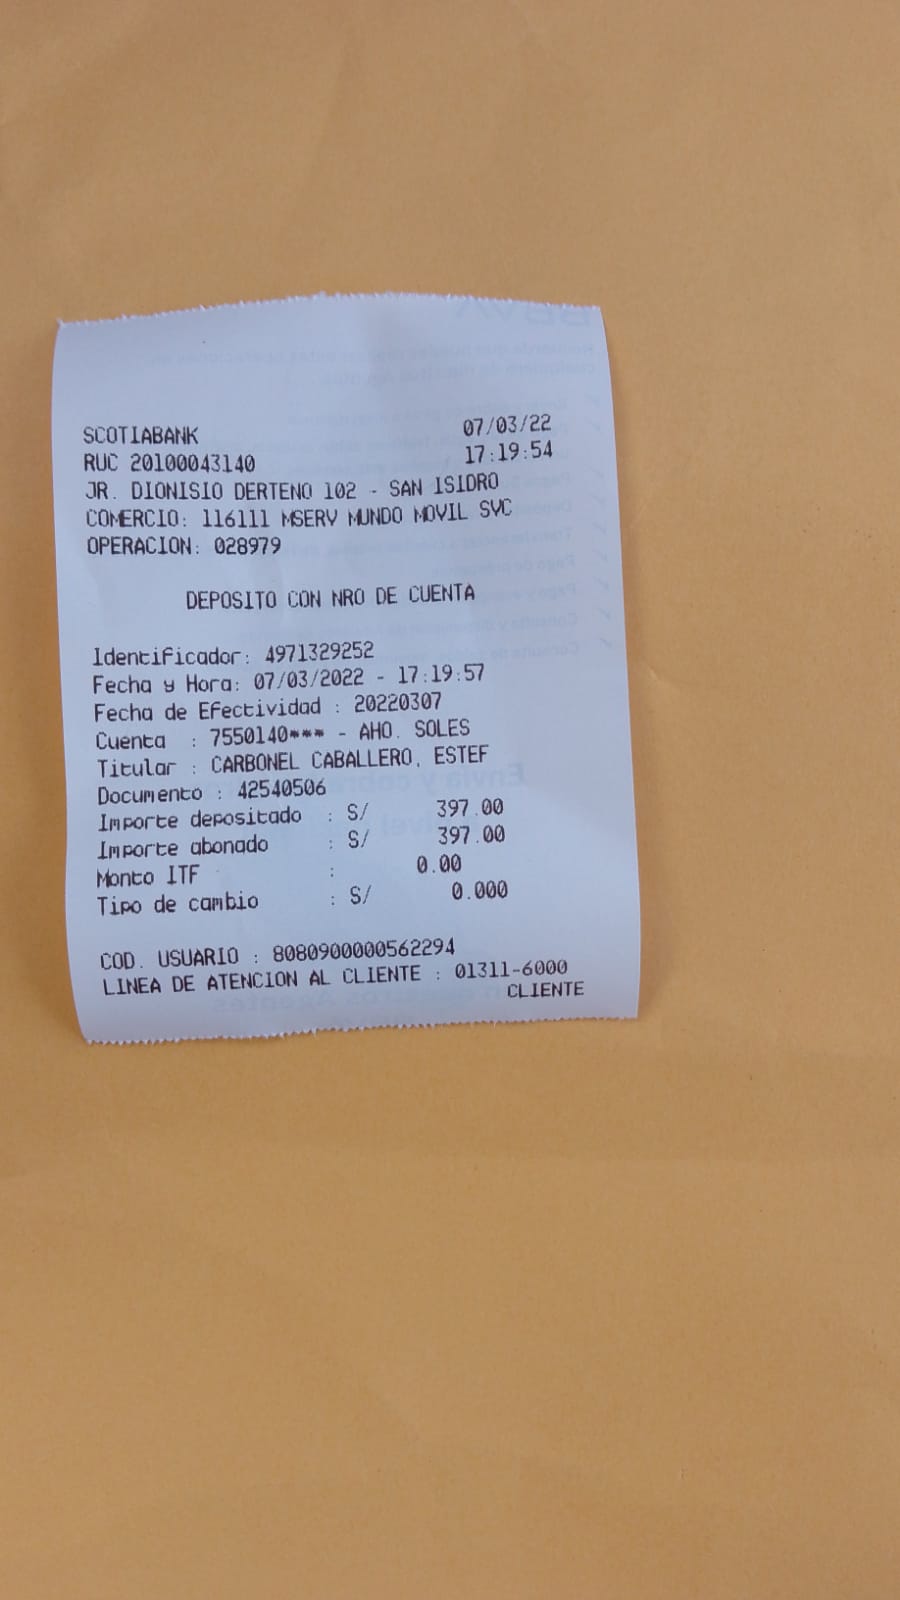 SCOTIABANK 07/03/22
RUC 20100043140 17:19:54
JR. DIONISIO DERTENO 102 - SAN ISIDRO
COMERCIO: 116111 MSERV MUNDO MOVIL SVC
OPERACION: 028979
DEPOSITO CON NRO DE CUENTA
Identificador: 4971329252
Fecha y Hora: 07/03/2022 - 17:19:57
Fecha de Efectividad : 20220307
Cuenta : 7550140*** - AHO. SOLES
Titular : CARBONEL CABALLERO, ESTEF
Documento : 42540506
Importe depositado : S/ 397.00
Importe abonado : S/ 397.00
Monto ITF : 0.00
Tipo de cambio : S/ 0.000
COD. USUARIO : 8080900000562294
LINEA DE ATENCION AL CLIENTE : 01311-6000
CLIENTE